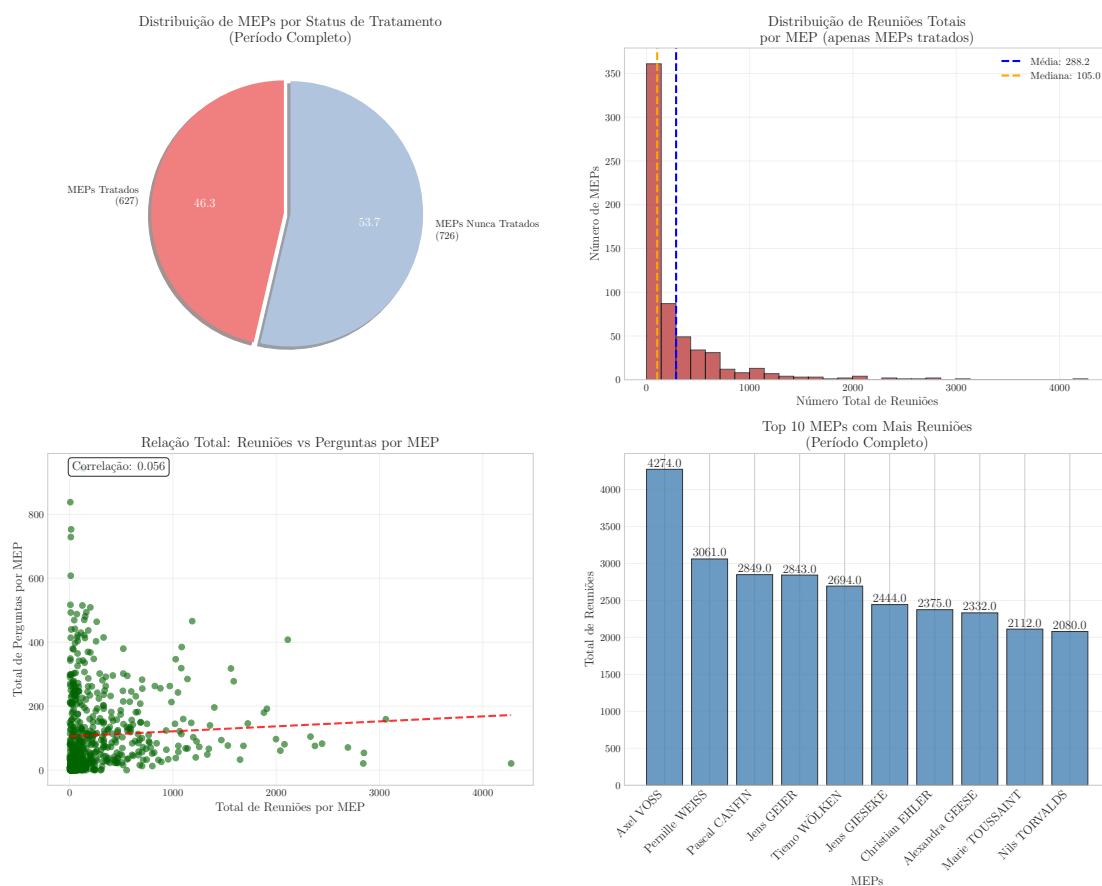 Distribuição de MEPs por Status de Tratamento
(Período Completo)
MEPs Tratados
(627)
46.3
53.7
MEPs Nunca Tratados
(726)
Distribuição de Reuniões Totais
por MEP (apenas MEPs tratados)
Média: 288.2
Mediana: 105.0
350
300
250
200
150
100
50
0
Número de MEPs
0 1000 2000 3000 4000
Número Total de Reuniões
Relação Total: Reuniões vs Perguntas por MEP
Correlação: 0.056
800
600
400
200
0
Total de Perguntas por MEP
0 1000 2000 3000 4000
Total de Reuniões por MEP
Top 10 MEPs com Mais Reuniões
(Período Completo)
4274.0
3061.0
2849.0
2843.0
2694.0
2444.0
2375.0
2332.0
2112.0
2080.0
4000
3500
3000
2500
2000
1500
1000
500
0
Total de Reuniões
Axel VOSS
Pernille WEISS
Pascal CANFIN
Jens GEIER
Tiemo WÖLKEN
Jens GIESEKE
Christian EHLER
Alexandra GEESE
Marie TOUSSAINT
Nils TORVALDS
MEPs